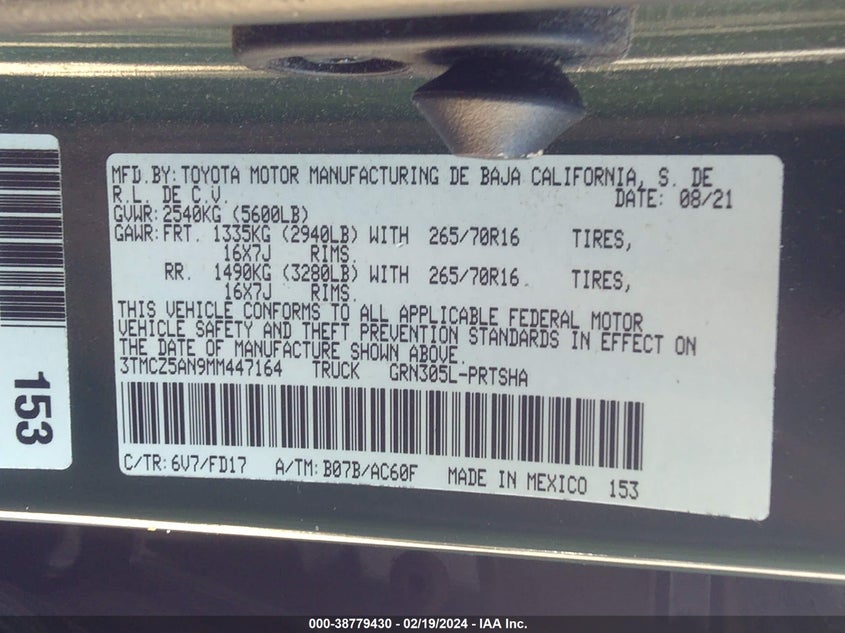 MFD.BY: TOYOTA MOTOR MANUFACTURING DE BAJA CALIFORNIA, S. DE
R.L. DE C.V. DATE: 08/21
GVWR: 2540KG (5600LB)
GAWR: FRT. 1335KG (2940LB) WITH 265/70R16 TIRES,
16X7J RIMS.
RR. 1490KG (3280LB) WITH 265/70R16 TIRES,
16X7J RIMS.
THIS VEHICLE CONFORMS TO ALL APPLICABLE FEDERAL MOTOR
VEHICLE SAFETY AND THEFT PREVENTION STANDARDS IN EFFECT ON
THE DATE OF MANUFACTURE SHOWN ABOVE.
3TMCZ5AN9MM447164 TRUCK GRN305L-PRTSHA
C/TR: 6V7/FD17 A/TM: B07B/AC60F MADE IN MEXICO 153
153
000-38779430 - 02/19/2024 - IAA Inc.